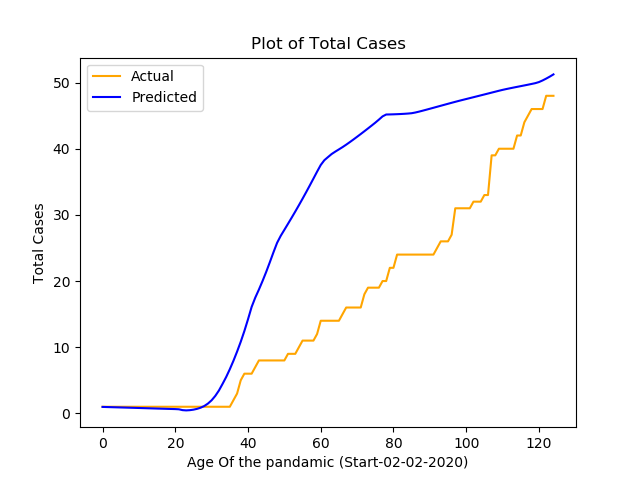 Plot of Total Cases
Actual
Predicted
50
40
30
20
10
0
Total Cases
0 20 40 60 80 100 120
Age Of the pandamic (Start-02-02-2020)